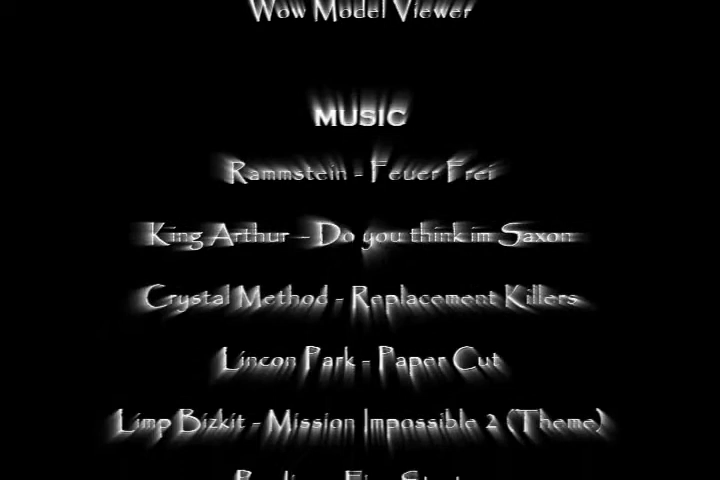 Wow Model Viewer
MUSIC
Rammstein - Feuer Frei
King Arthur - Do you think im Saxon
Crystal Method - Replacement Killers
Lincon Park - Paper Cut
Limp Bizkit - Mission Impossible 2 (Theme)